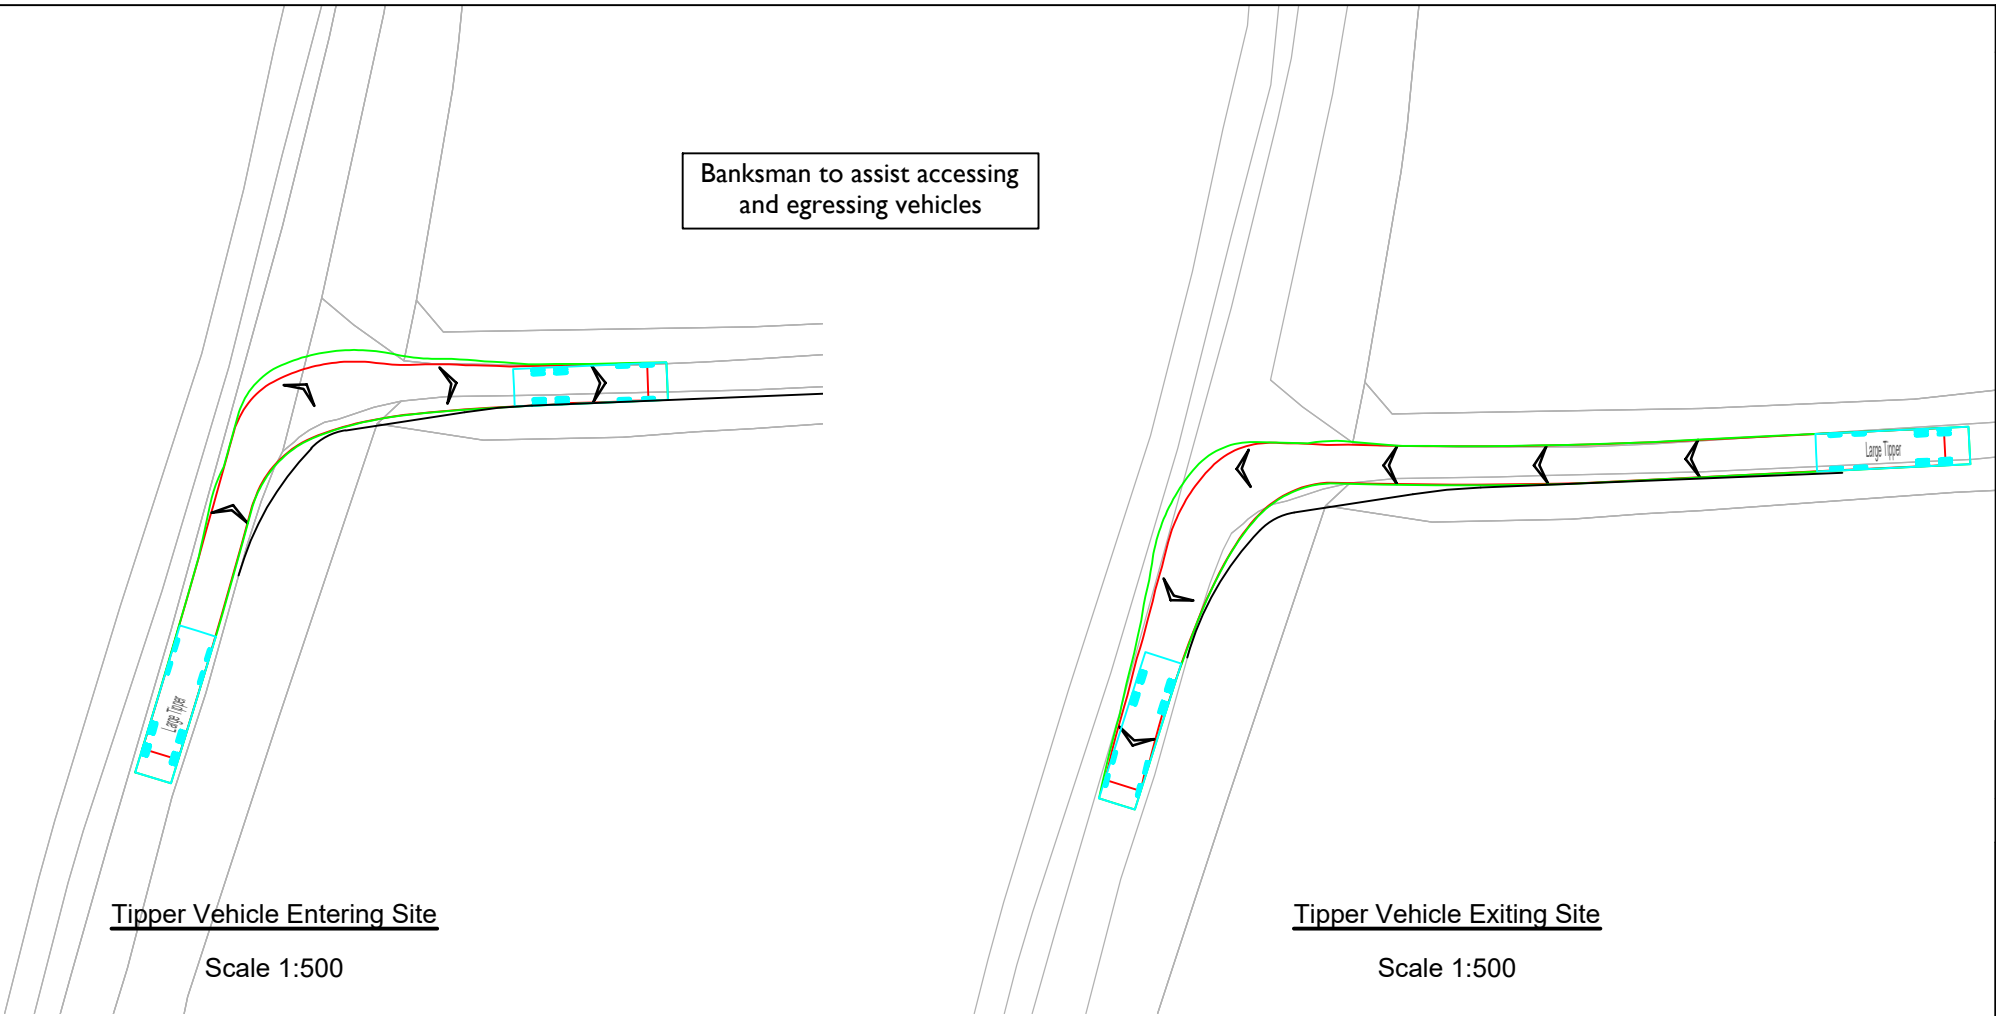 Banksman to assist accessing
and egressing vehicles
Large Tipper
Large Tipper
Tipper Vehicle Entering Site
Scale 1:500
Tipper Vehicle Exiting Site
Scale 1:500